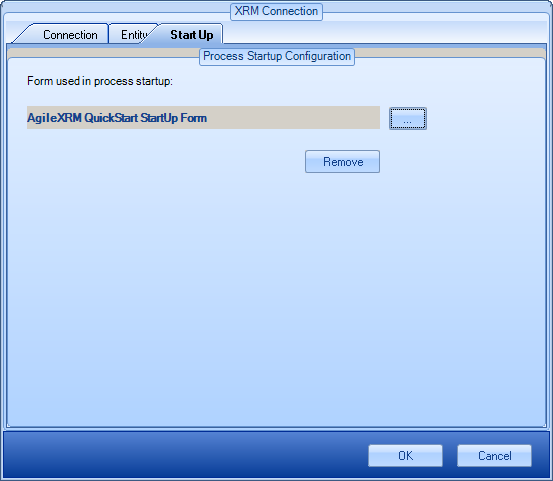 XRM Connection
Connection Entity Start Up
Process Startup Configuration
Form used in process startup:
AgileXRM QuickStart StartUp Form ...
Remove
OK Cancel